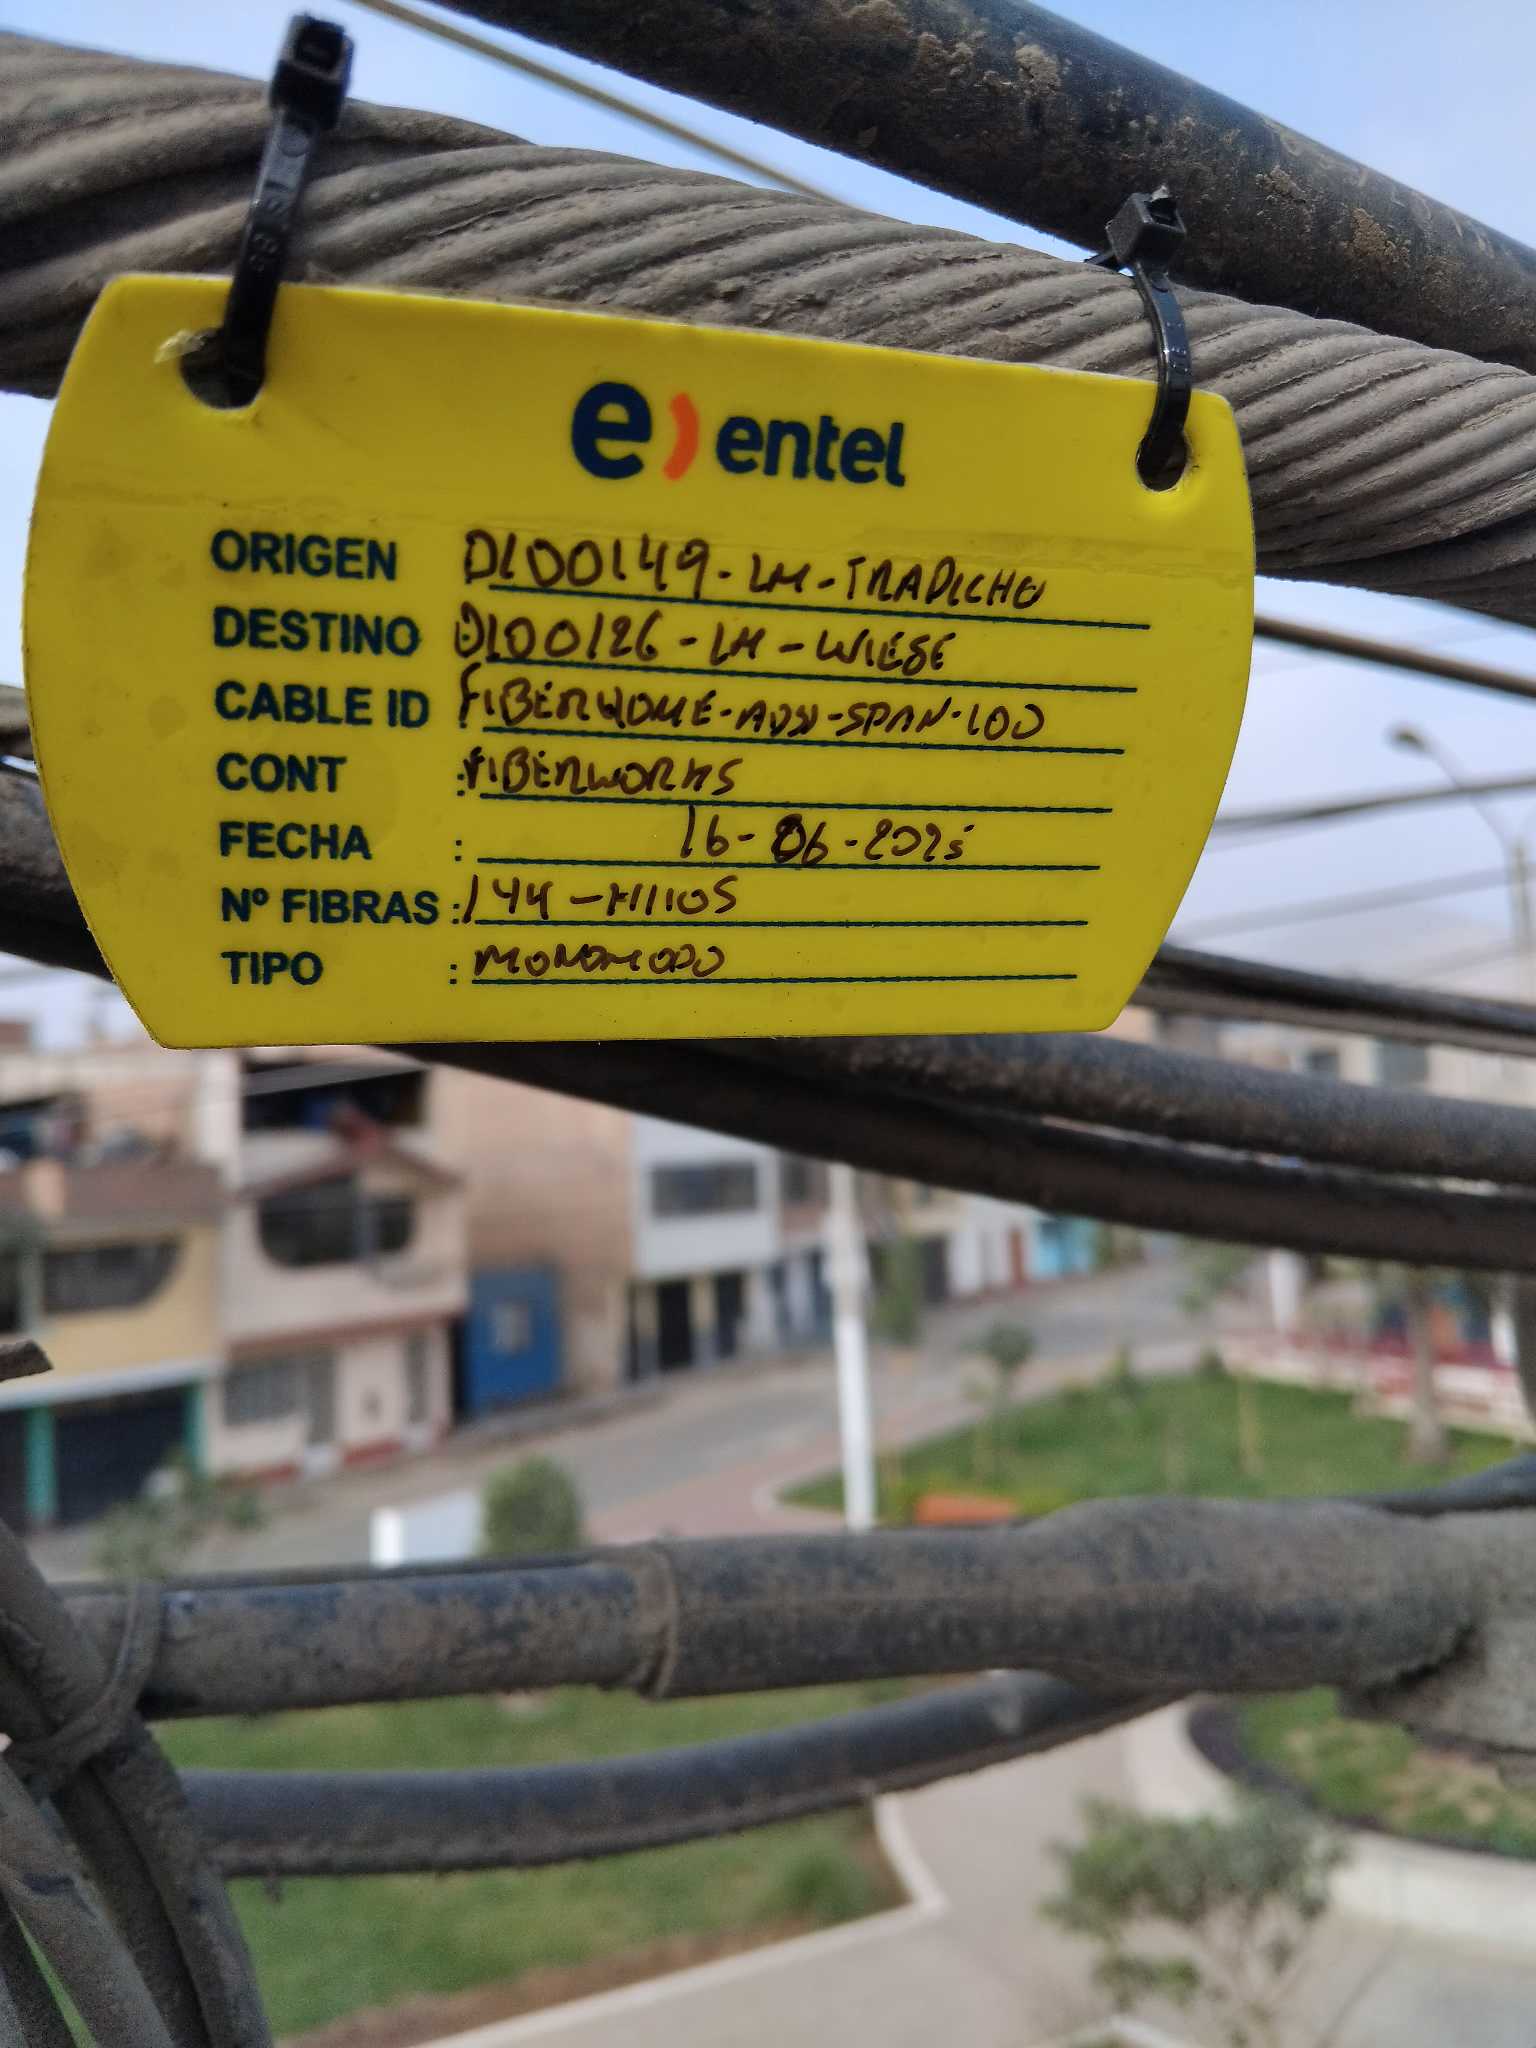 e) entel
ORIGEN DL00149-LM-TRADICHO
DESTINO 0100126-LM-WIESE
CABLE ID : FIBERHOME-ADSS-SPAN-100
CONT : FIBERWORKS
FECHA : 16-06-2025
Nº FIBRAS : 144-HILOS
TIPO : MONOMODO